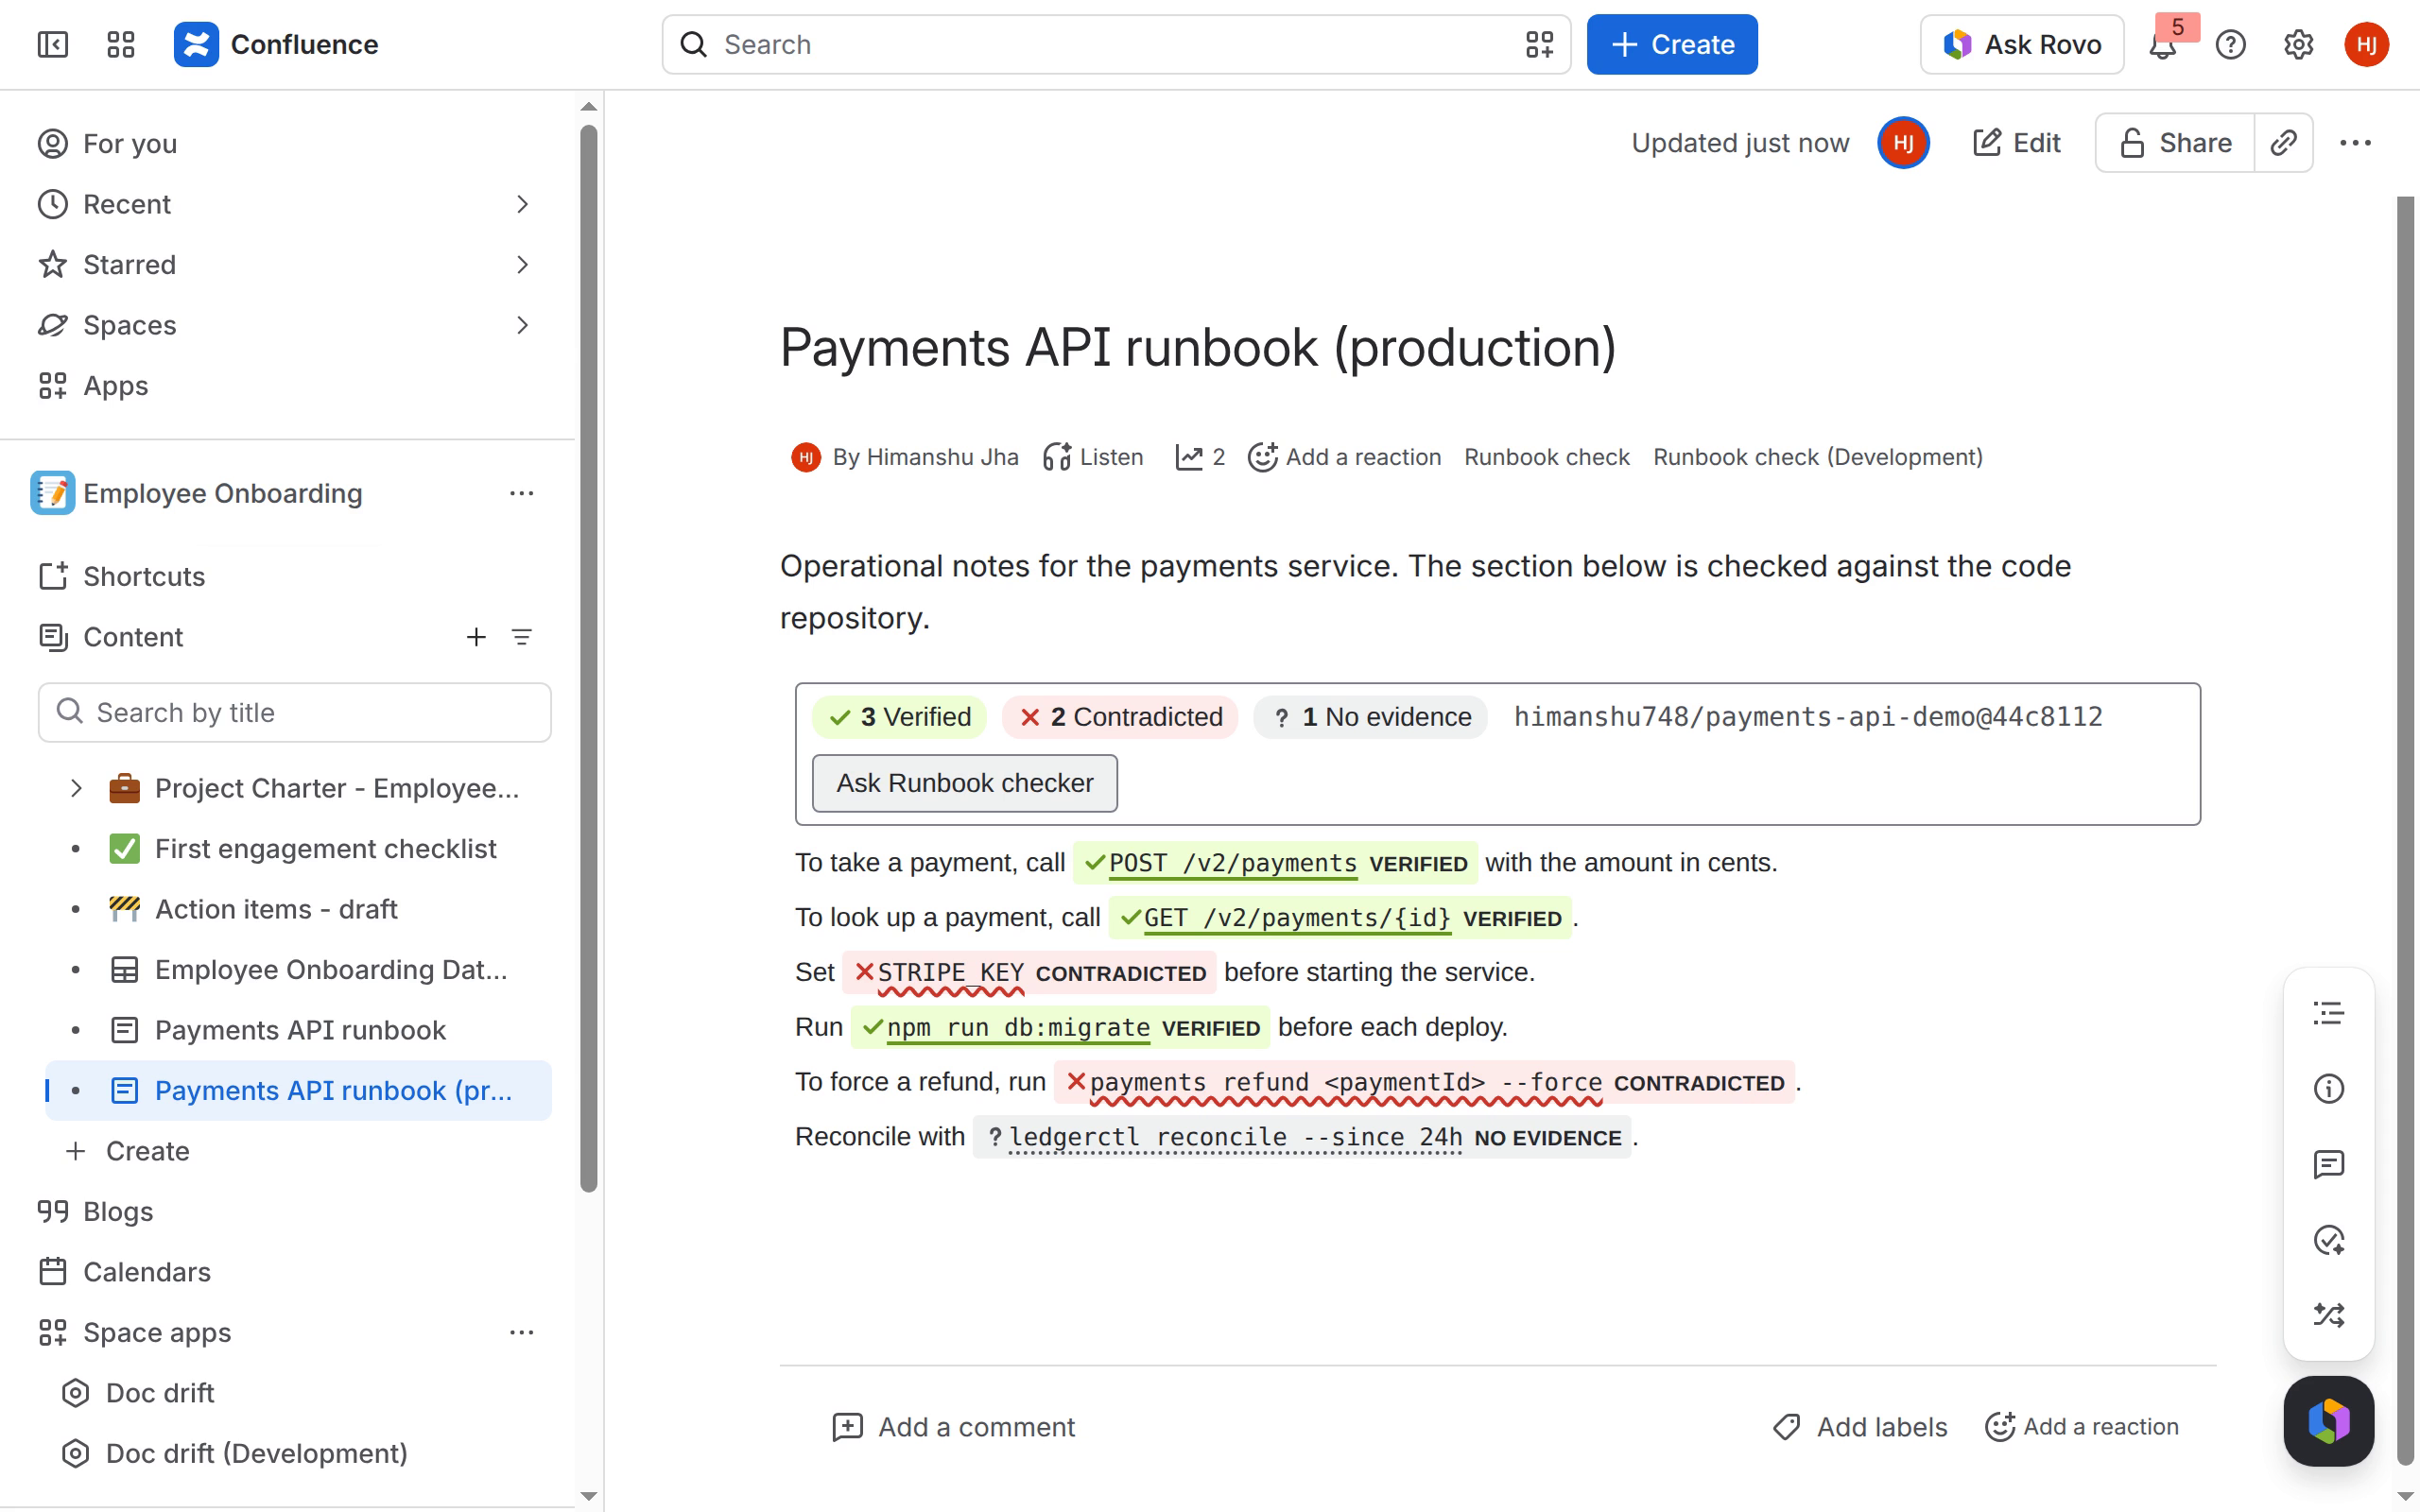 Confluence
Search
Create
Ask Rovo
5
HJ
For you
Recent
Starred
Spaces
Apps
Employee Onboarding
Shortcuts
Content
Search by title
Project Charter - Employee...
First engagement checklist
Action items - draft
Employee Onboarding Dat...
Payments API runbook
Payments API runbook (pr...
Create
Blogs
Calendars
Space apps
Doc drift
Doc drift (Development)
Updated just now
HJ
Edit
Share
Payments API runbook (production)
HJ By Himanshu Jha Listen 2 Add a reaction Runbook check Runbook check (Development)
Operational notes for the payments service. The section below is checked against the code
repository.
3 Verified 2 Contradicted ? 1 No evidence himanshu748/payments-api-demo@44c8112
Ask Runbook checker
To take a payment, call POST /v2/payments VERIFIED with the amount in cents.
To look up a payment, call GET /v2/payments/{id} VERIFIED.
Set STRIPE_KEY CONTRADICTED before starting the service.
Run npm run db:migrate VERIFIED before each deploy.
To force a refund, run payments refund <paymentId> --force CONTRADICTED.
Reconcile with ? ledgerctl reconcile --since 24h NO EVIDENCE.
Add a comment
Add labels
Add a reaction